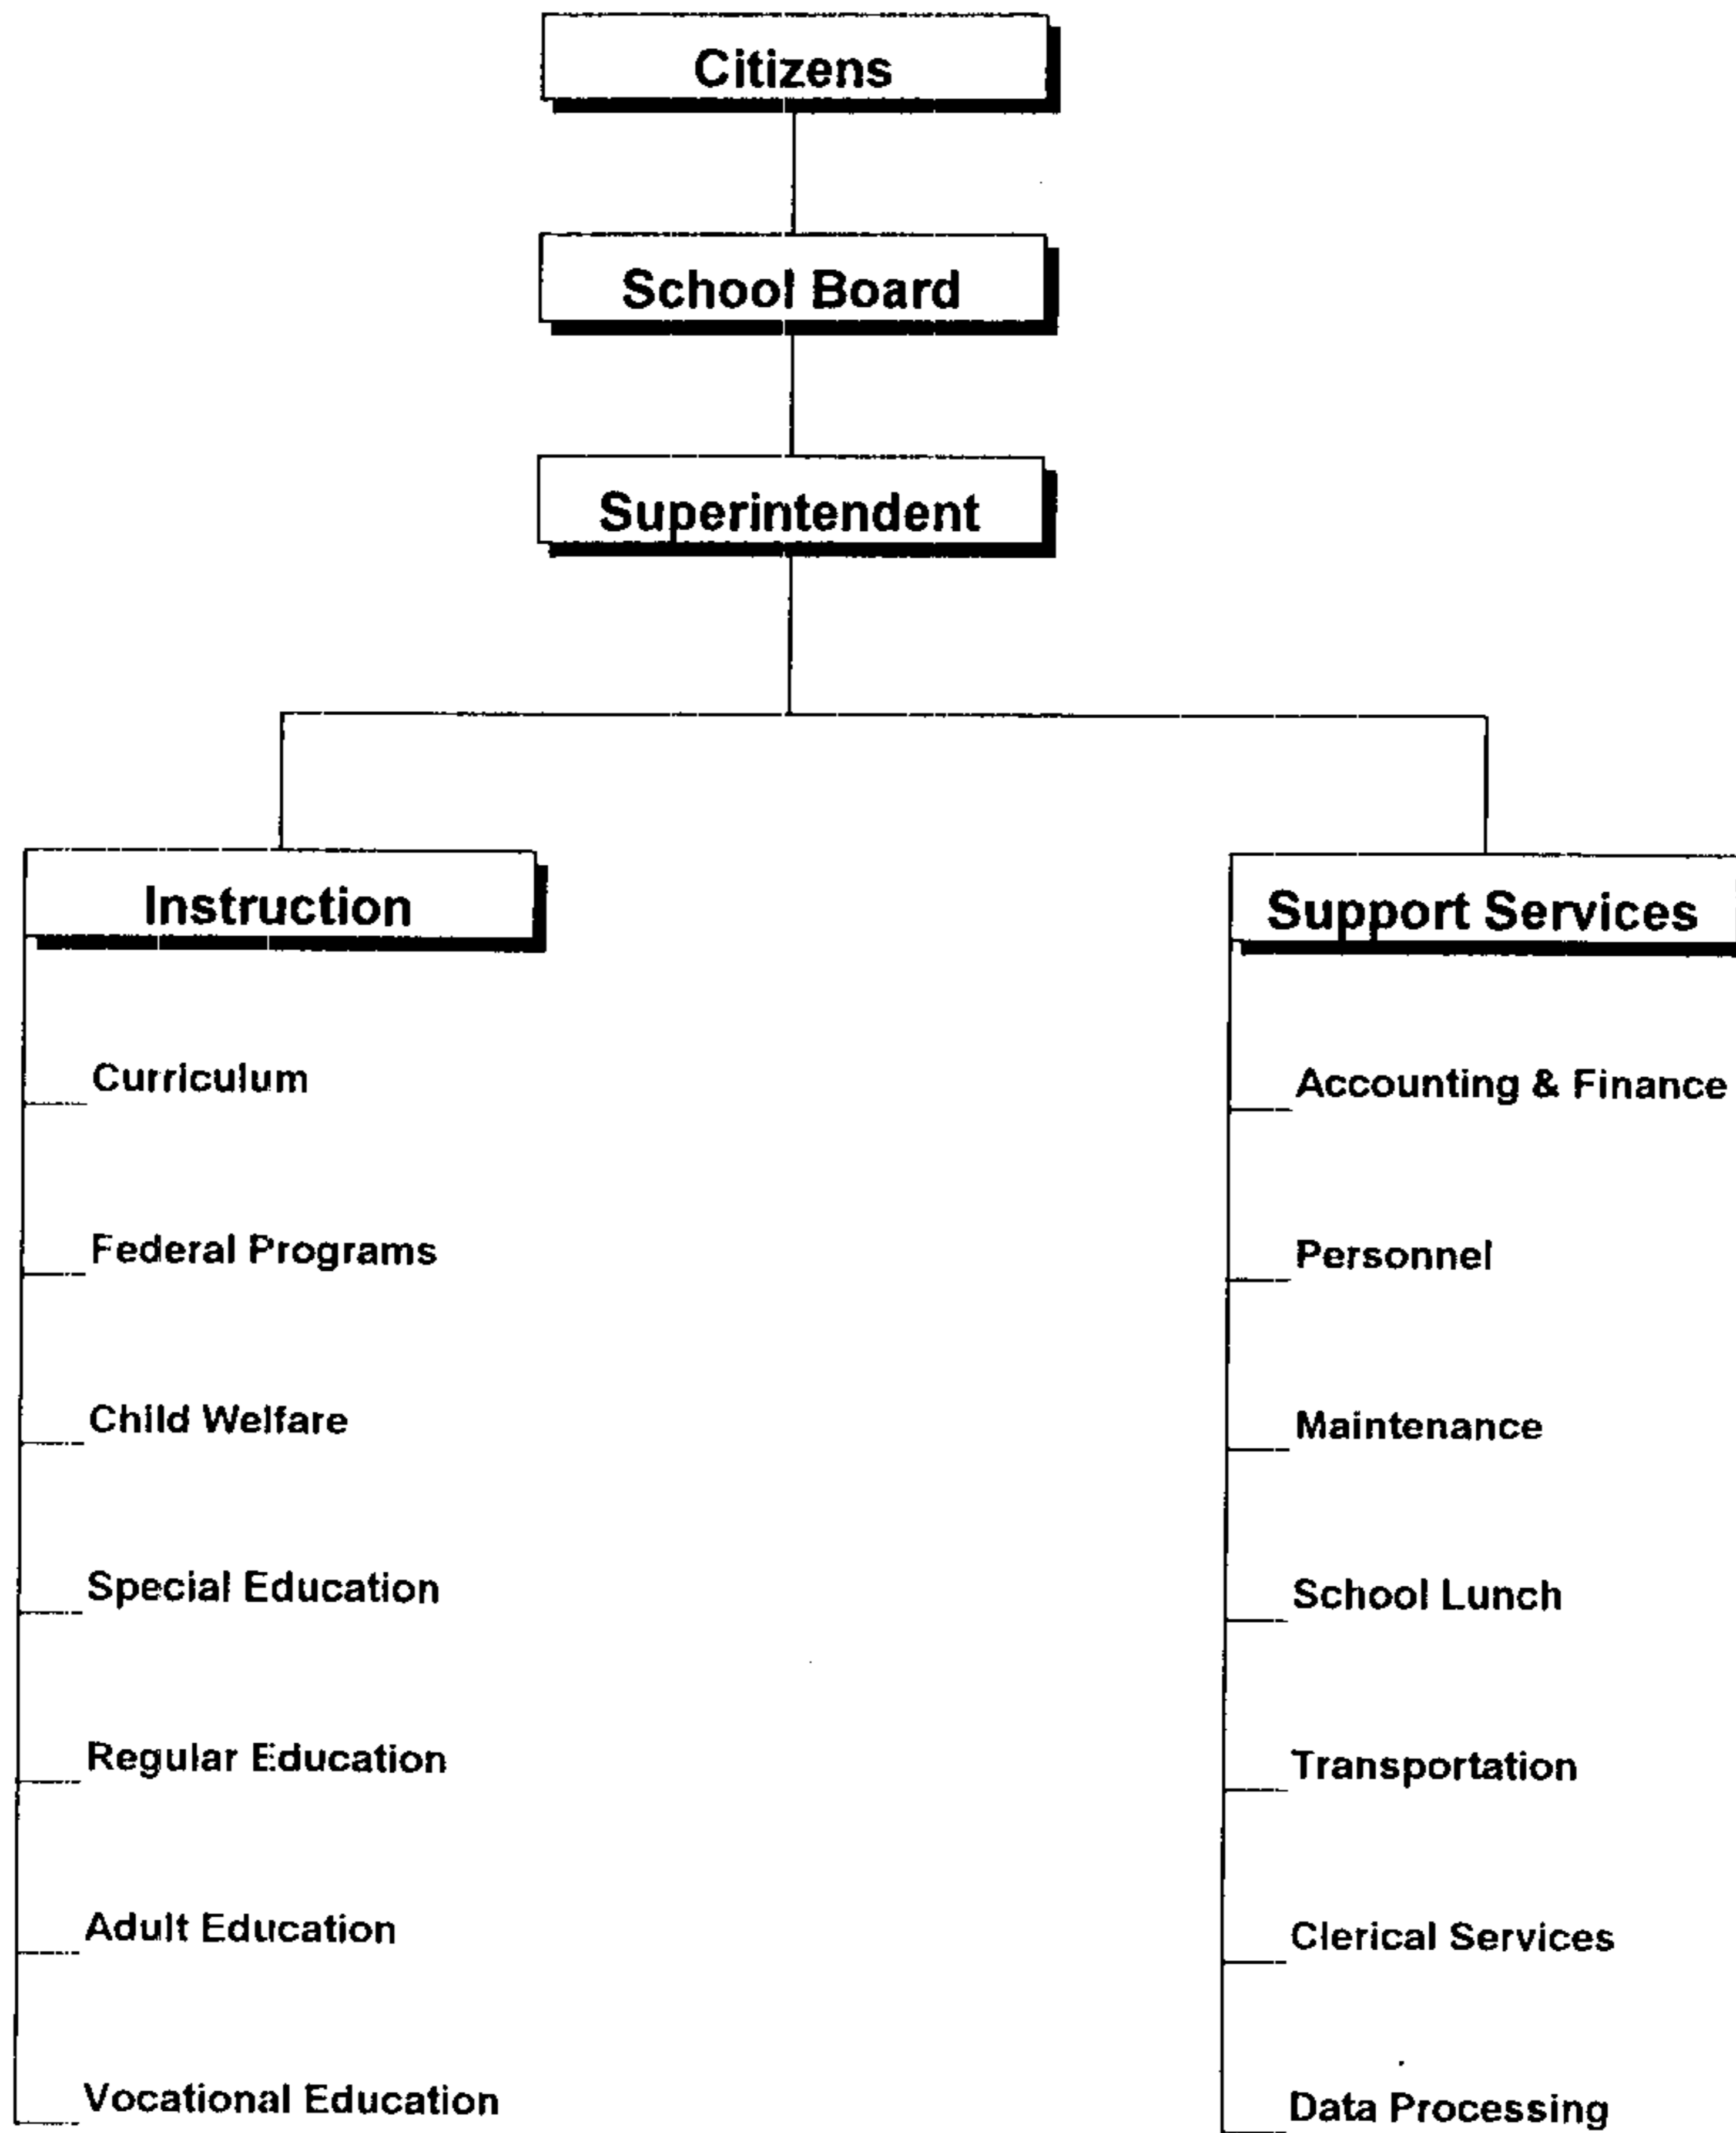 Citizens
School Board
Superintendent
Instruction
Curriculum
Federal Programs
Child Welfare
Special Education
Regular Education
Adult Education
Vocational Education
Support Services
Accounting & Finance
Personnel
Maintenance
School Lunch
Transportation
Clerical Services
Data Processing